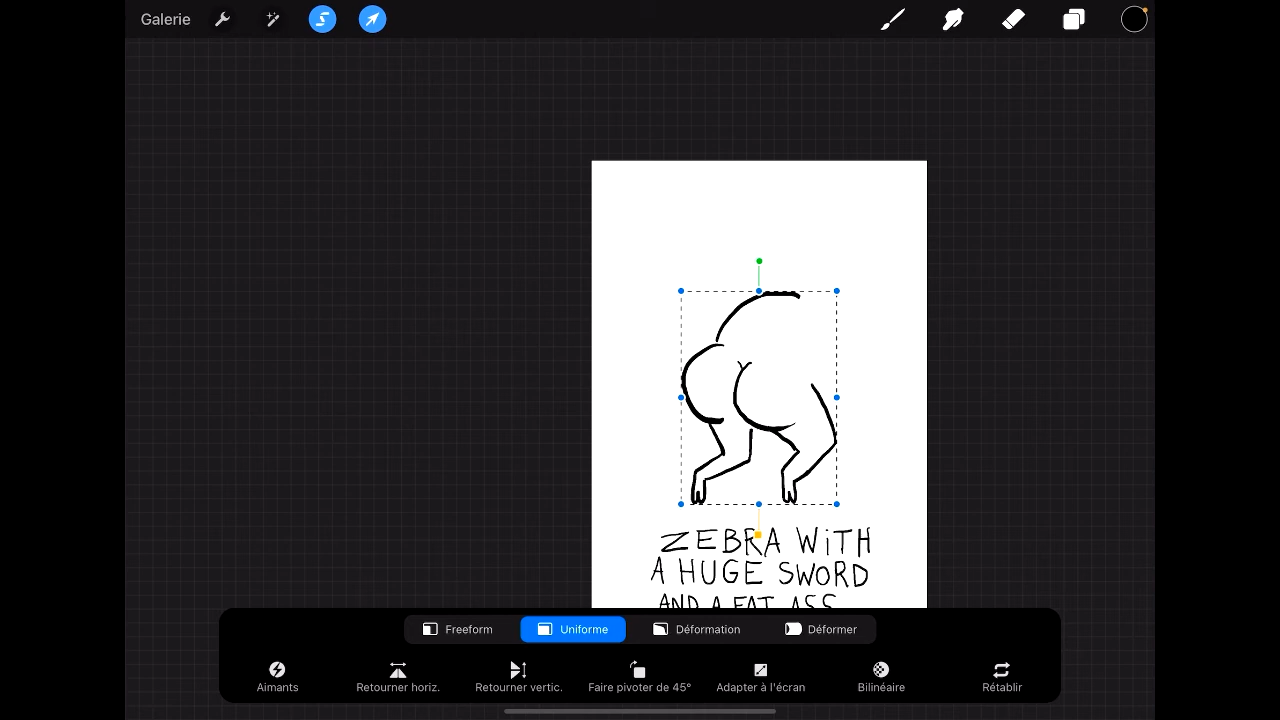 Galerie
ZEBRA WiTH
A HUGE SWORD
AND A FAT ASS
Freeform Uniforme Déformation Déformer
Aimants Retourner horiz. Retourner vertic. Faire pivoter de 45° Adapter à l'écran Bilinéaire Rétablir